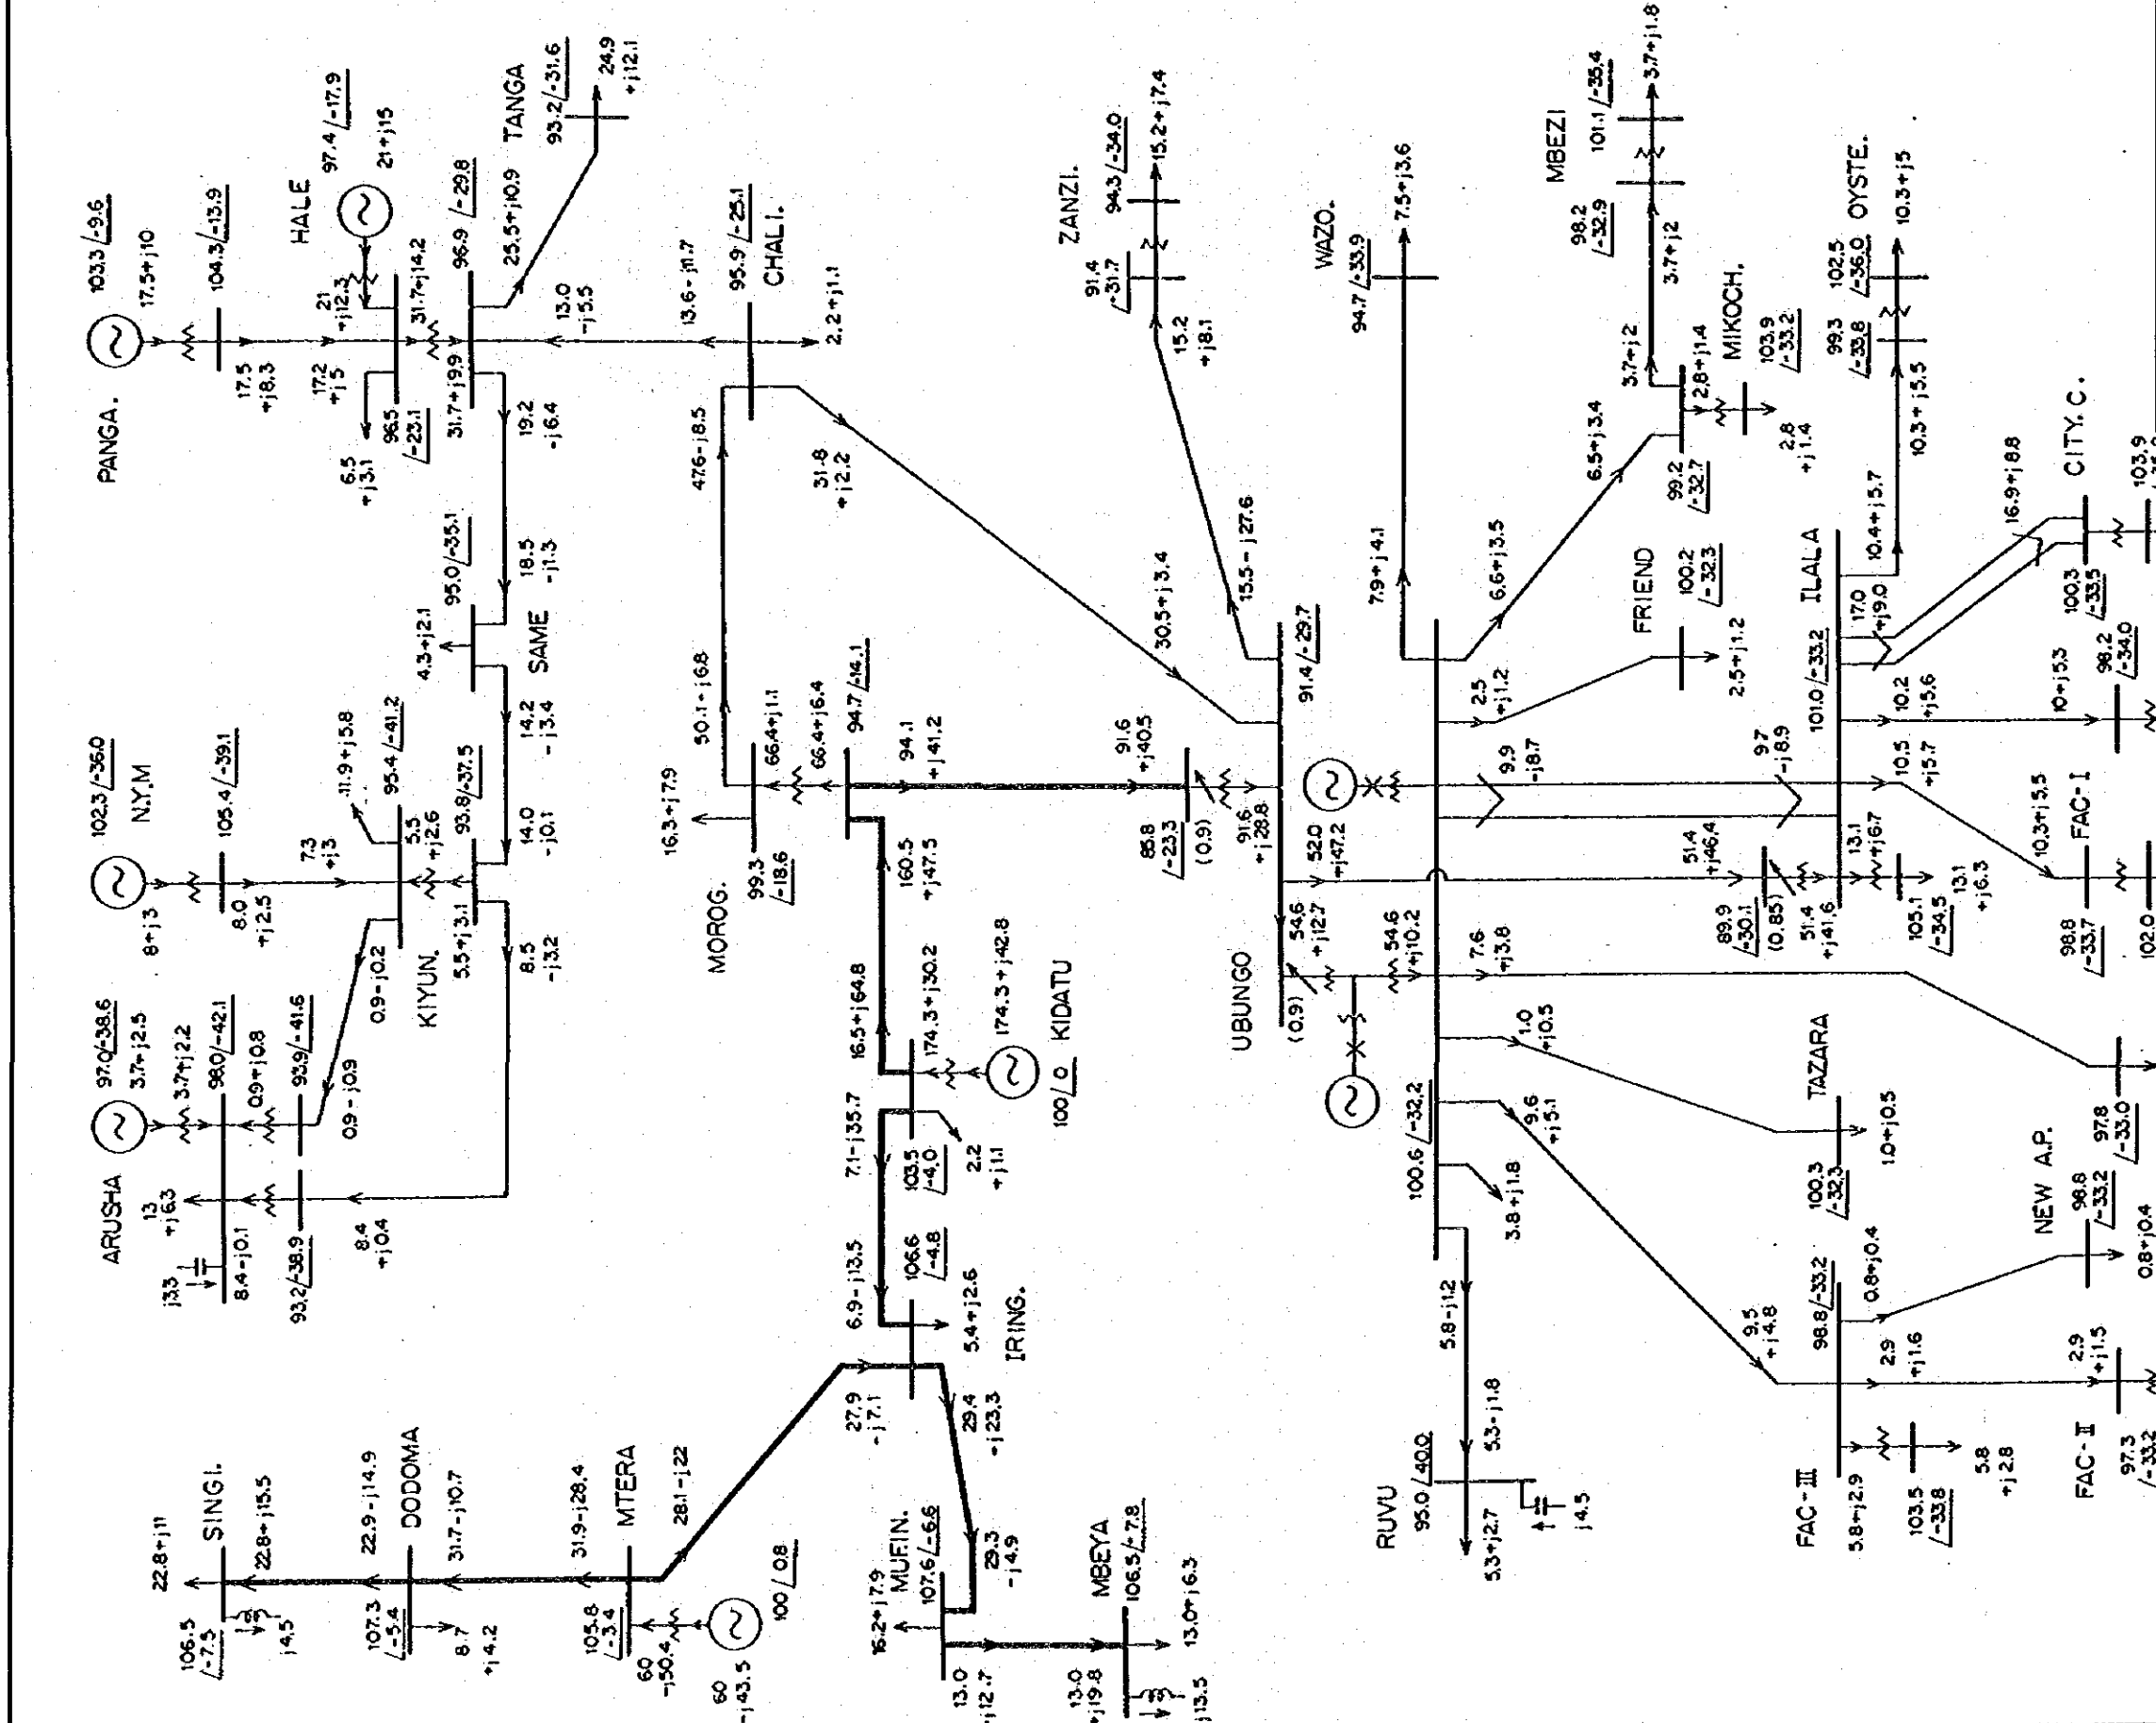 PANGA.
103.3/-9.6
17.5+j10
104.3/-13.9
17.5
+j8.3
17.2
+j5
HALE
97.4/-17.9
21+j15
21
+j12.3
6.5
+j3.1
96.5
/-23.1
31.7+j14.2
31.7+j9.9
96.9/-29.8
TANGA
93.2/-31.6
24.9
+j12.1
25.5+j10.9
13.0
-j5.5
13.6-j1.7
CHALI.
95.9/-25.1
2.2+j1.1
19.2
-j6.4
95.0/-35.1
18.5
-j1.3
4.3+j2.1
SAME
14.2
-j3.4
N.Y.M
102.3/-36.0
8+j3
105.4/-39.1
8.0
+j2.5
7.3
+j3
11.9+j5.8
95.4/-41.2
5.5
+j2.6
93.8/-37.5
14.0
-j0.1
5.5+j3.1
8.5
-j3.2
KIYUN.
0.9-j0.2
0.9-j0.9
ARUSHA
97.0/-38.6
3.7+j2.5
3.7+j2.2
98.0/-42.1
0.9+j0.8
93.9/-41.6
13
+j6.3
j3.3
8.4-j0.1
93.2/-38.9
8.4
+j0.4
47.6-j8.5
50.1-j6.8
31.8
+j2.2
30.5+j3.4
MOROG.
16.3+j7.9
99.3
/-18.6
66.4+j1.1
66.4+j6.4
94.7/-14.1
94.1
+j41.2
91.6
+j40.5
85.8
/-23.3
(0.9)
91.6
+j28.8
160.5
+j47.5
16.5+j64.8
174.3+j30.2
174.3+j42.8
KIDATU
100/0
7.1-j35.7
103.5
/-4.0
2.2
+j1.1
6.9-j13.5
106.6
/-4.8
5.4+j2.6
IRING.
27.9
-j7.1
29.4
-j23.3
SINGI.
22.8+j11
106.5
/-7.5
22.8+j15.5
j4.5
22.9-j14.9
DODOMA
107.3
/-5.4
8.7
+j4.2
31.7-j10.7
31.9-j28.4
MTERA
105.8
/-3.4
28.1-j22
60
-j50.4
60
-j43.5
100/0.8
MUFIN.
16.2+j7.9
107.6/-6.6
29.3
-j4.9
13.0
+j12.7
MBEYA
106.5/-7.8
13.0
+j19.8
13.0+j6.3
j13.5
ZANZI.
91.4
/-31.7
94.3/-34.0
15.2+j7.4
15.2
+j8.1
15.5-j27.6
UBUNGO
91.4/-29.7
(0.9)
54.6
+j12.7
54.6
+j10.2
52.0
+j47.2
WAZO.
94.7/-33.9
7.5+j3.6
7.9+j4.1
MBEZI
98.2
/-32.9
101.1/-35.4
3.7+j1.8
3.7+j2
3.7+j2
MIKOCH.
99.2
/-32.7
2.8+j1.4
103.9
/-33.2
2.8
+j1.4
6.5+j3.4
6.6+j3.5
FRIEND
100.2
/-32.3
2.5
+j1.2
2.5+j1.2
9.9
-j8.7
9.7
-j8.9
51.4
+j46.4
89.9
/-30.1
(0.85)
51.4
+j41.6
ILALA
101.0/-33.2
13.1
+j6.7
105.1
/-34.5
13.1
+j6.3
OYSTE.
99.3
/-33.8
102.5
/-36.0
10.3+j5
10.3+j5.5
10.4+j5.7
CITY.C.
16.9+j8.8
17.0
+j9.0
100.3
/-33.5
103.9
10.2
+j5.6
10+j5.3
98.2
/-34.0
10.5
+j5.7
10.3+j5.5
FAC-I
98.8
/-33.7
102.0
7.6
+j3.8
97.8
/-33.0
TAZARA
1.0
+j0.5
1.0+j0.5
100.3
/-32.3
100.6/-32.2
3.8+j1.8
9.6
+j5.1
9.5
+j4.8
RUVU
95.0/40.0
5.8-j1.2
5.3-j1.8
5.3+j2.7
j4.5
NEW A.P.
98.8
/-33.2
0.8+j0.4
0.8+j0.4
FAC-III
98.8/-33.2
5.8+j2.9
103.5
/-33.8
5.8
+j2.8
2.9
+j1.6
2.9
+j1.5
FAC-II
97.3
/-33.2